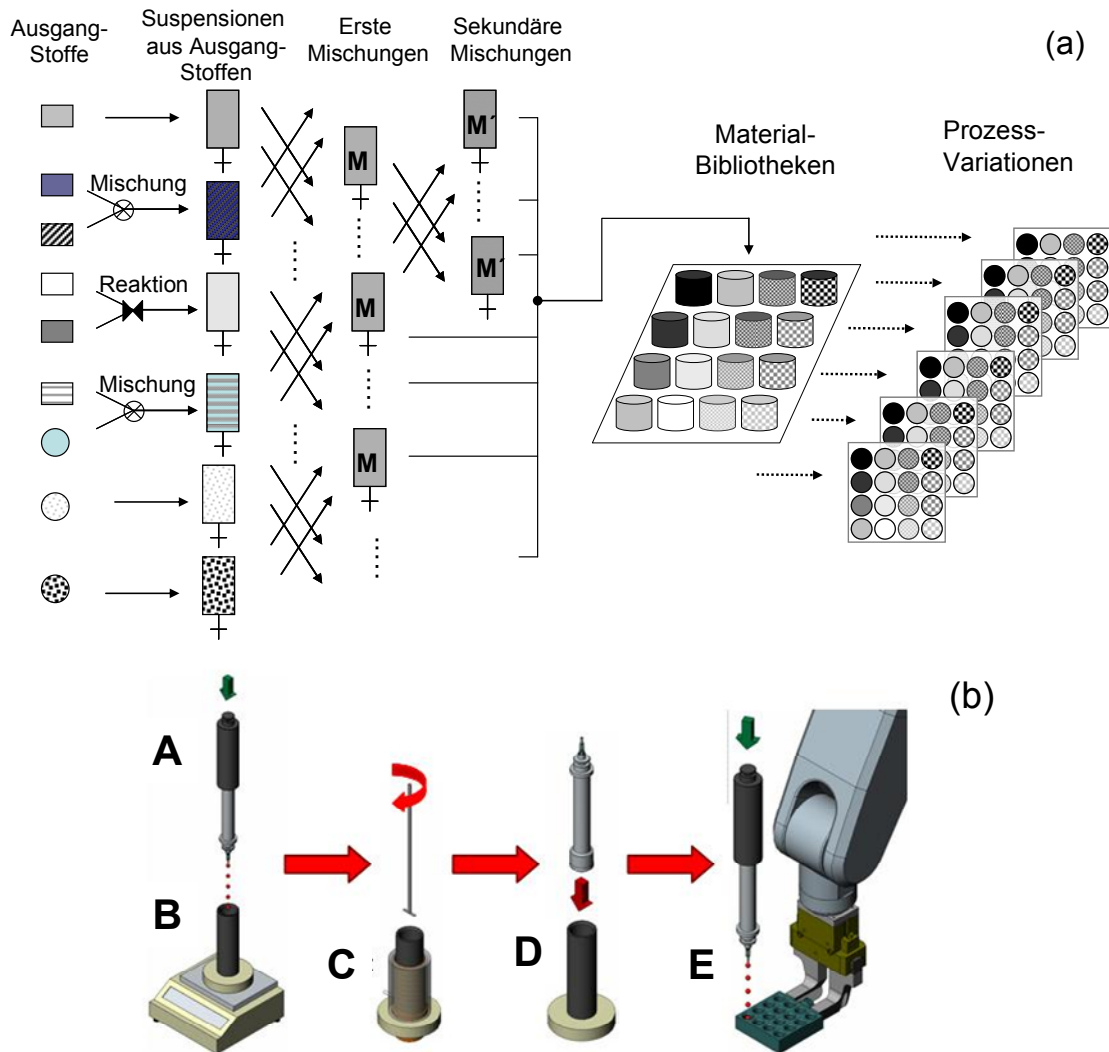 Ausgang-
Stoffe
Suspensionen
aus Ausgang-
Stoffen
Erste
Mischungen
Sekundäre
Mischungen
(a)
Mischung
Reaktion
Mischung
M
M
M
M´
M´
Material-
Bibliotheken
Prozess-
Variationen
(b)
A
B
C
D
E